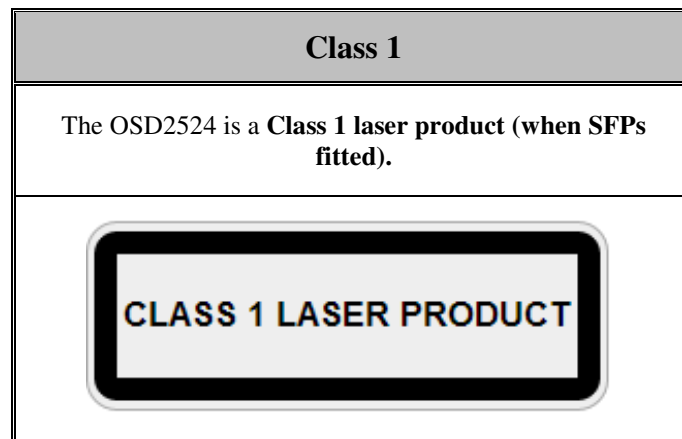 Class 1
The OSD2524 is a Class 1 laser product (when SFPs
fitted).
CLASS 1 LASER PRODUCT